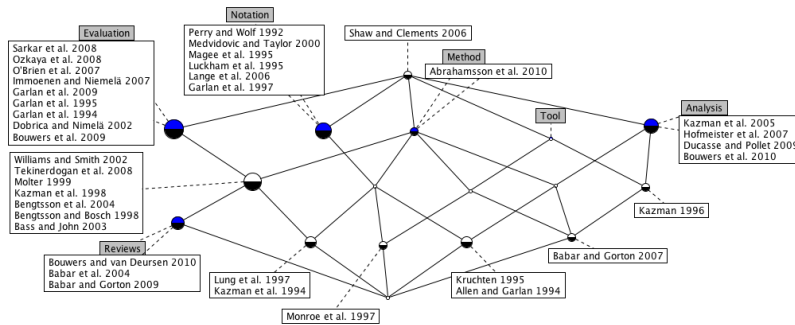 Evaluation
Sarkar et al. 2008
Ozkaya et al. 2008
O'Brien et al. 2007
Immoenen and Niemelä 2007
Garlan et al. 2009
Garlan et al. 1995
Garlan et al. 1994
Dobrica and Nimelä 2002
Bouwers et al. 2009
Notation
Perry and Wolf 1992
Medvidovic and Taylor 2000
Magee et al. 1995
Luckham et al. 1995
Lange et al. 2006
Garlan et al. 1997
Shaw and Clements 2006
Method
Abrahamsson et al. 2010
Tool
Analysis
Kazman et al. 2005
Hofmeister et al. 2007
Ducasse and Pollet 2009
Bouwers et al. 2010
Williams and Smith 2002
Tekinerdogan et al. 2008
Molter 1999
Kazman et al. 1998
Bengtsson et al. 2004
Bengtsson and Bosch 1998
Bass and John 2003
Kazman 1996
Reviews
Bouwers and van Deursen 2010
Babar et al. 2004
Babar and Gorton 2009
Babar and Gorton 2007
Lung et al. 1997
Kazman et al. 1994
Kruchten 1995
Allen and Garlan 1994
Monroe et al. 1997